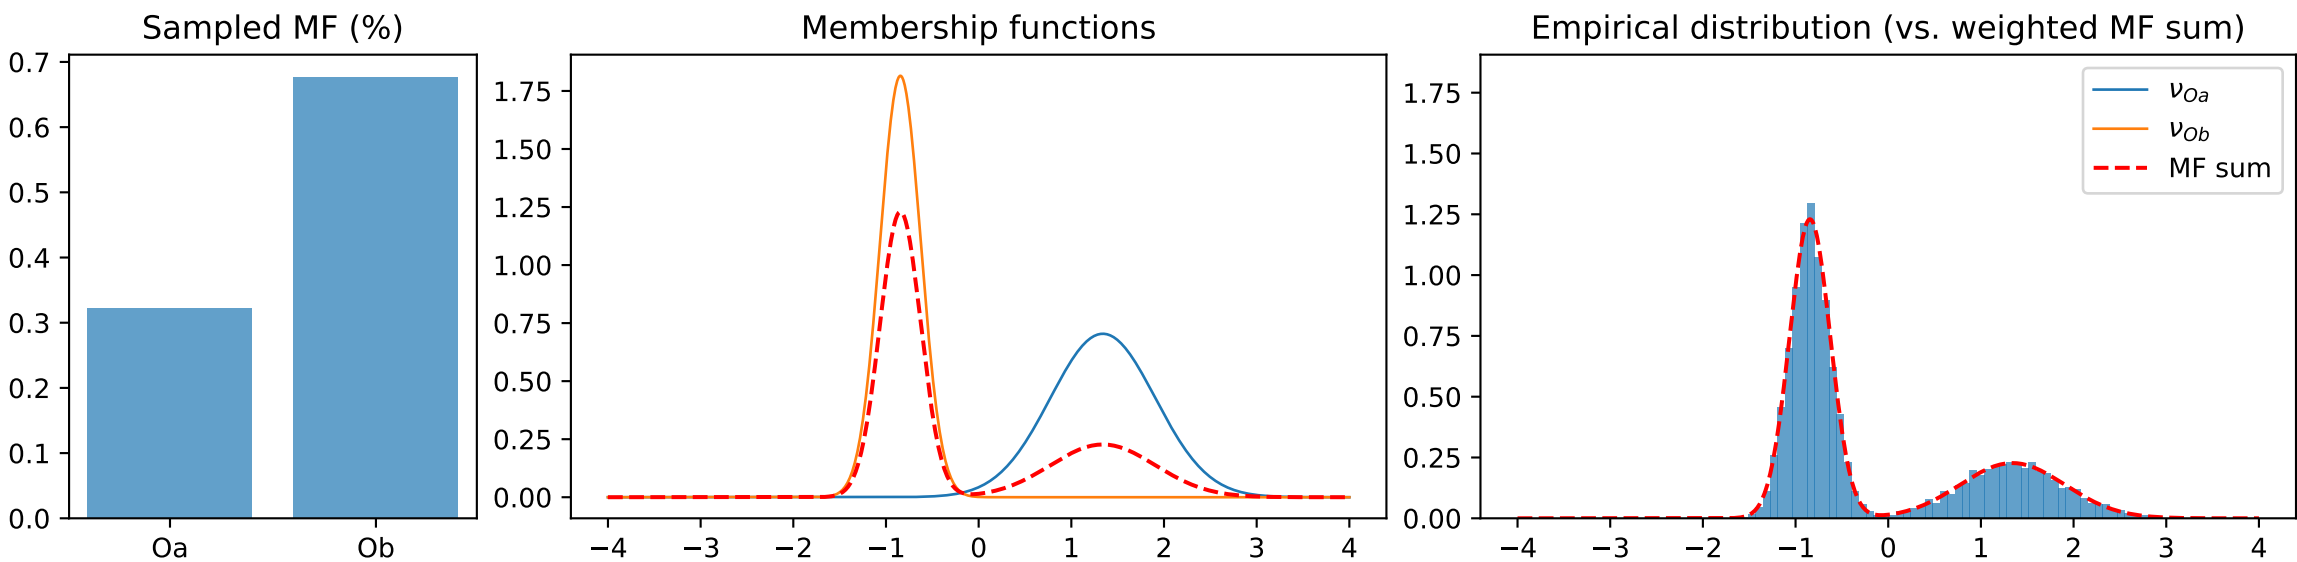 Sampled MF (%)
0.7
0.6
0.5
0.4
0.3
0.2
0.1
0.0
Oa Ob
Membership functions
1.75
1.50
1.25
1.00
0.75
0.50
0.25
0.00
−4 −3 −2 −1 0 1 2 3 4
Empirical distribution (vs. weighted MF sum)
1.75
1.50
1.25
1.00
0.75
0.50
0.25
0.00
−4 −3 −2 −1 0 1 2 3 4
ν_Oa
ν_Ob
MF sum